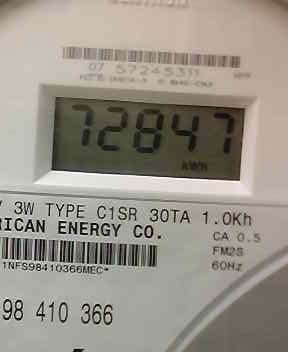 07 57245311
72847
KWH
V 3W TYPE C1SR 30TA 1.0Kh
RICAN ENERGY CO.
CA 0.5
FM2S
60Hz
1NFS98410366MEC*
98 410 366